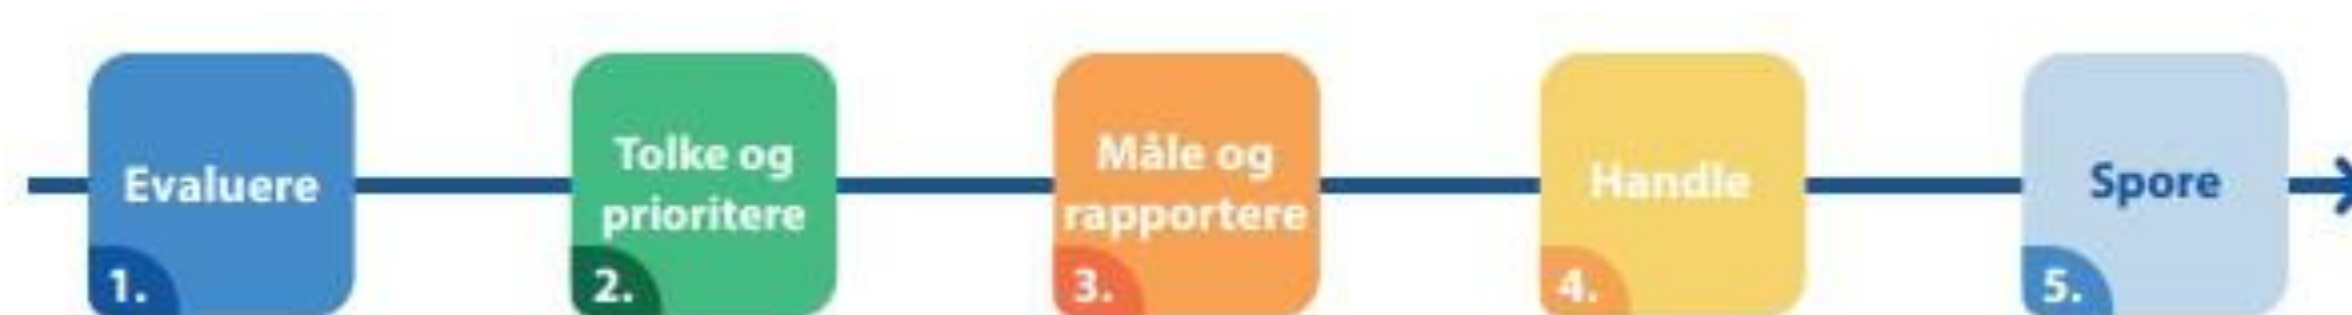 Evaluere
1.
Tolke og
prioritere
2.
Måle og
rapportere
3.
Handle
4.
Spore
5.